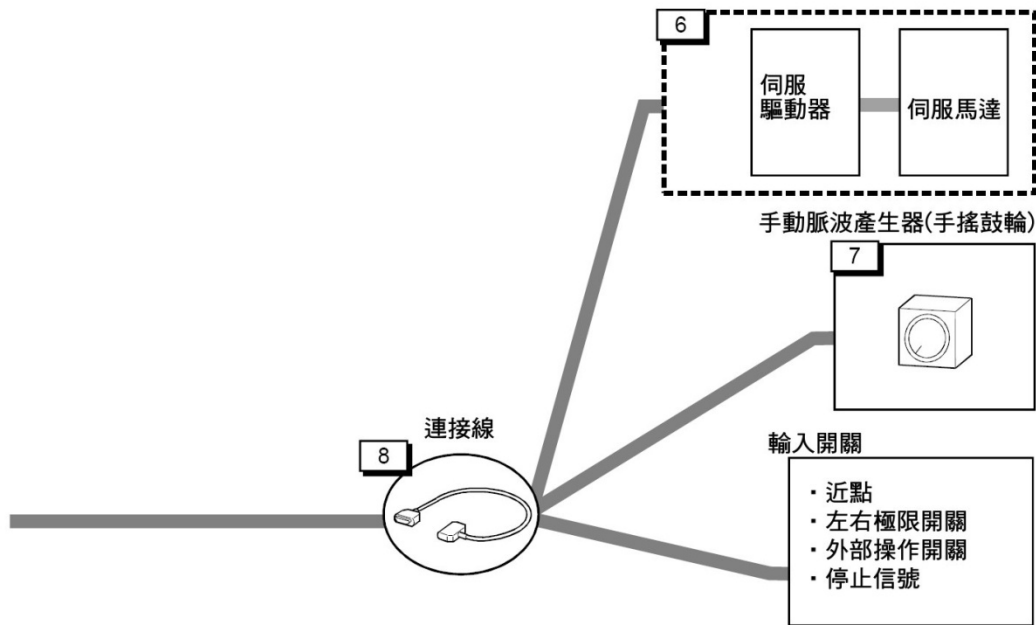 6
伺服
驅動器
伺服馬達
手動脈波產生器(手搖鼓輪)
7
連接線
8
輸入開關
・近點
・左右極限開關
・外部操作開關
・停止信號